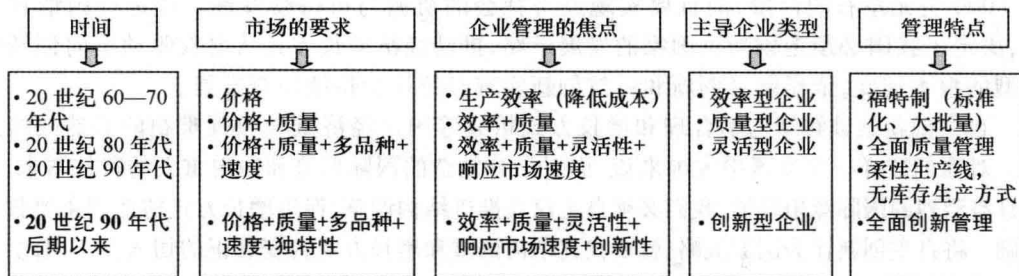 时间
市场的要求
企业管理的焦点
主导企业类型
管理特点
·20 世纪 60—70
年代
·20 世纪 80 年代
·20 世纪 90 年代
·20 世纪 90 年代
后期以来
·价格
·价格+质量
·价格+质量+多品种+
速度
·价格+质量+多品种+
速度+独特性
·生产效率（降低成本）
·效率+质量
·效率+质量+灵活性+
响应市场速度
·效率+质量+灵活性+
响应市场速度+创新性
·效率型企业
·质量型企业
·灵活型企业
·创新型企业
·福特制（标准
化、大批量）
·全面质量管理
·柔性生产线，
无库存生产方式
·全面创新管理